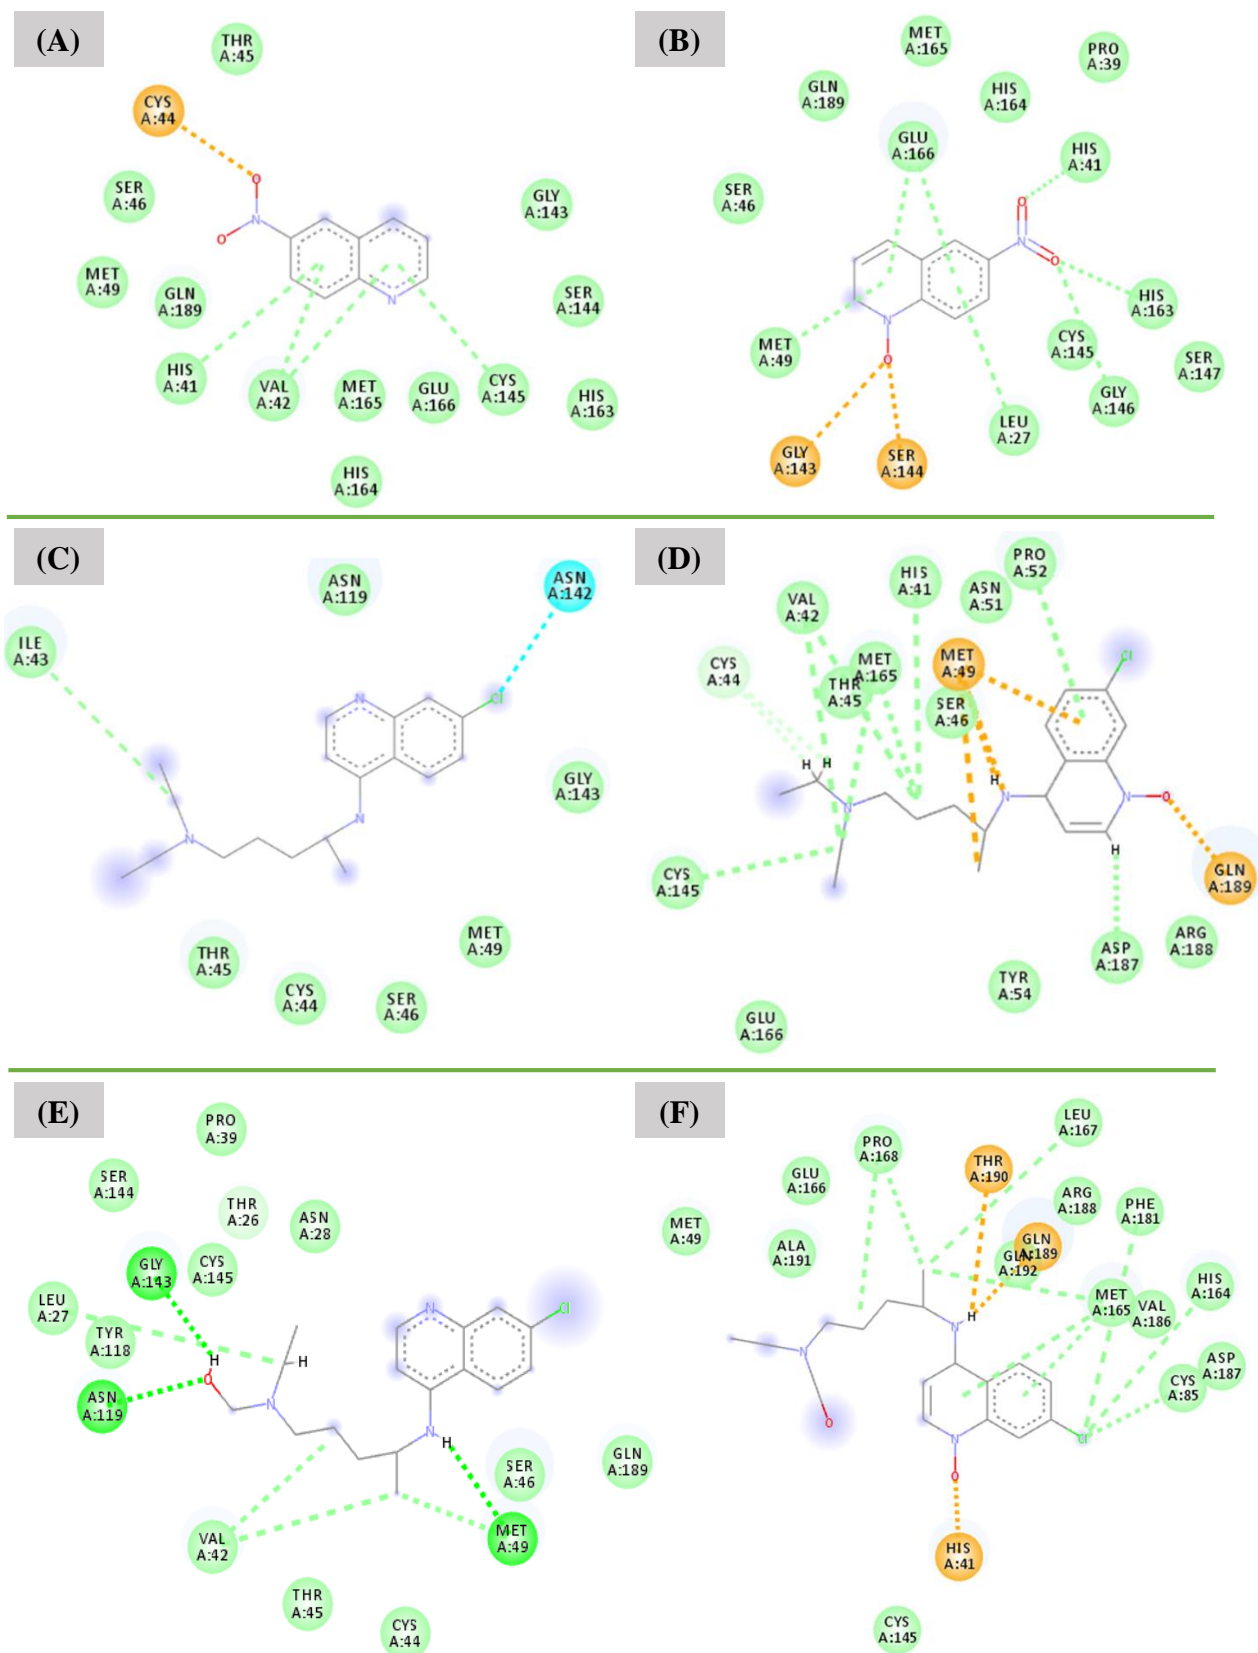 (A)
THR
A:45
CYS
A:44
SER
A:46
MET
A:49
GLN
A:189
HIS
A:41
VAL
A:42
MET
A:165
GLU
A:166
CYS
A:145
HIS
A:163
SER
A:144
GLY
A:143
HIS
A:164
O
N
O
N
(B)
MET
A:165
PRO
A:39
GLN
A:189
HIS
A:164
GLU
A:166
HIS
A:41
SER
A:46
MET
A:49
HIS
A:163
CYS
A:145
SER
A:147
GLY
A:146
LEU
A:27
GLY
A:143
SER
A:144
O
N
O
N
O
(C)
ASN
A:119
ASN
A:142
ILE
A:43
GLY
A:143
MET
A:49
THR
A:45
CYS
A:44
SER
A:46
N
Cl
N
N
(D)
PRO
A:52
HIS
A:41
ASN
A:51
VAL
A:42
CYS
A:44
MET
A:165
THR
A:45
MET
A:49
SER
A:46
CYS
A:145
GLN
A:189
ARG
A:188
ASP
A:187
TYR
A:54
GLU
A:166
Cl
H
H
H
N
N
N
O
H
(E)
PRO
A:39
SER
A:144
THR
A:26
ASN
A:28
GLY
A:143
CYS
A:145
LEU
A:27
TYR
A:118
ASN
A:119
SER
A:46
GLN
A:189
MET
A:49
VAL
A:42
THR
A:45
CYS
A:44
N
Cl
H
H
O
N
N
H
(F)
LEU
A:167
PRO
A:168
THR
A:190
GLU
A:166
ARG
A:188
PHE
A:181
MET
A:49
ALA
A:191
GLN
A:189
GLN
A:192
HIS
A:164
MET
A:165
VAL
A:186
ASP
A:187
CYS
A:85
HIS
A:41
CYS
A:145
H
N
N
O
N
Cl
O